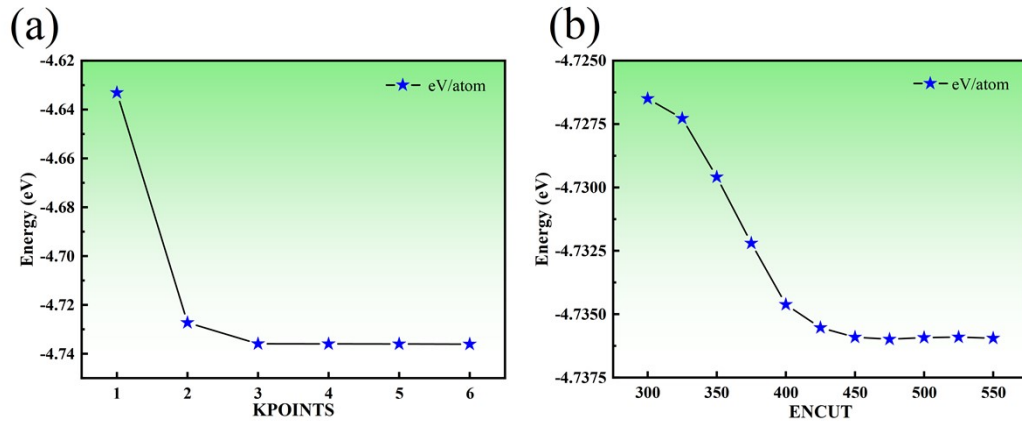 (a)
Energy (eV)
-4.62
-4.64
-4.66
-4.68
-4.70
-4.72
-4.74
eV/atom
1 2 3 4 5 6
KPOINTS
(b)
Energy (eV)
-4.7250
-4.7275
-4.7300
-4.7325
-4.7350
-4.7375
eV/atom
300 350 400 450 500 550
ENCUT